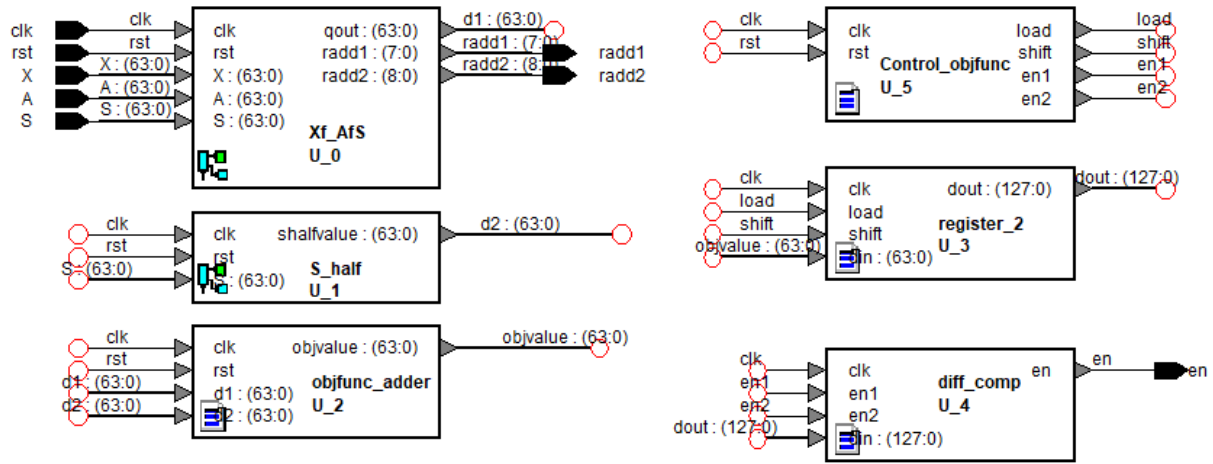 clk clk clk qout : (63:0) d1 : (63:0)
rst rst rst radd1 : (7:0) radd1 : (7:0) radd1
X X : (63:0) X : (63:0) radd2 : (8:0) radd2 : (8:0) radd2
A A : (63:0) A : (63:0)
S S : (63:0) S : (63:0)
Xf_AfS
U_0
clk clk shalfvalue : (63:0) d2 : (63:0)
rst rst
S : (63:0) S : (63:0)
S_half
U_1
clk clk objvalue : (63:0) objvalue : (63:0)
rst rst
d1 : (63:0) d1 : (63:0)
d2 : (63:0) d2 : (63:0)
objfunc_adder
U_2
clk clk load load
rst rst shift shift
en1 en1
en2 en2
Control_objfunc
U_5
clk clk dout : (127:0) dout : (127:0)
load load
shift shift
objvalue : (63:0) din : (63:0)
register_2
U_3
clk clk en en en
en1 en1
en2 en2
dout : (127:0) din : (127:0)
diff_comp
U_4